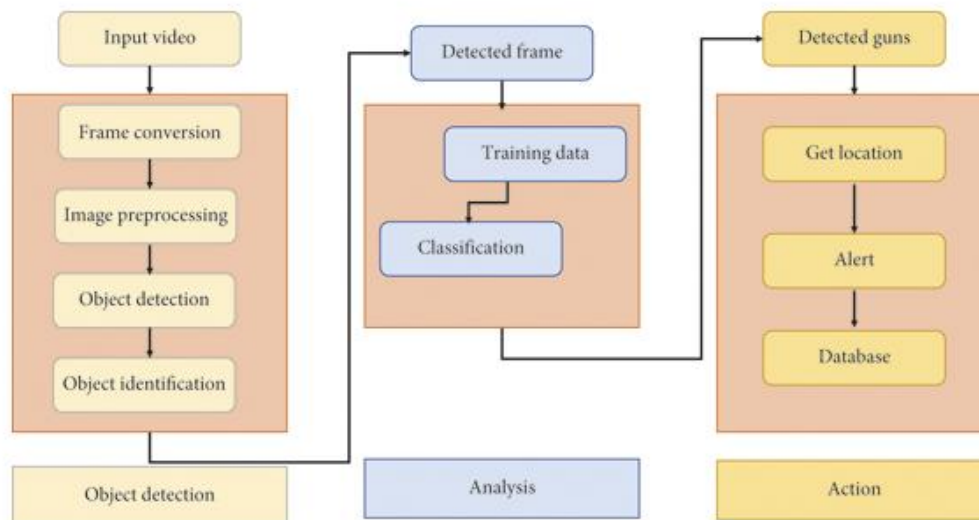 Input video
Frame conversion
Image preprocessing
Object detection
Object identification
Object detection
Detected frame
Training data
Classification
Analysis
Detected guns
Get location
Alert
Database
Action